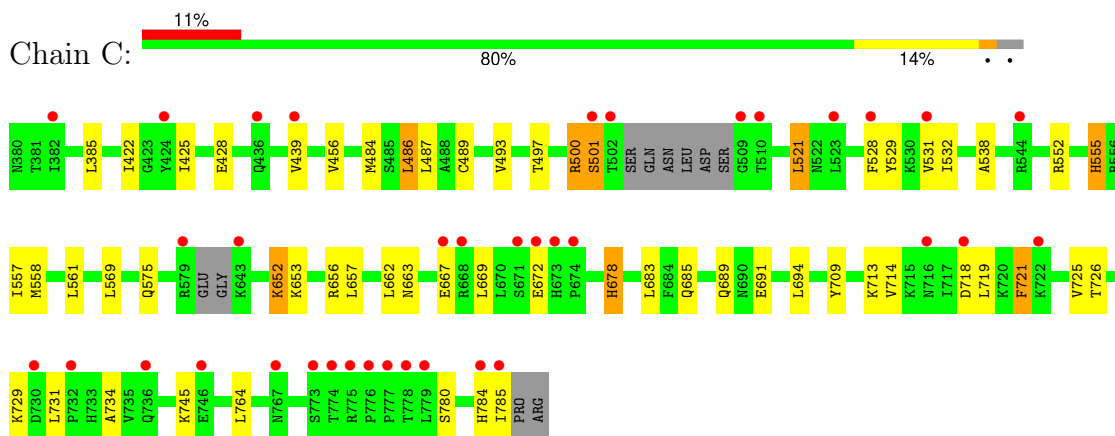 11%
Chain C:
80% 14% • •
N380 T381 I382 L385 I422 G423 Y424 I425 E428 Q436 V439 V456 M484 S485 L486 L487 A488 C489 V493 T497 R500 S501 T502 SER GLN ASN LEU ASP SER G509 T510 L521 N522 L523 F528 Y529 K530 V531 I532 A538 R544 R552 H555 R556
I557 M558 L561 L569 Q575 R579 GLU GLY K643 K652 K653 R656 L657 L662 N663 E667 R668 L669 L670 S671 E672 H673 P674 H678 L683 F684 Q685 Q689 N690 E691 L694 Y709 K713 V714 K715 N716 I717 D718 L719 K720 F721 K722 V725 T726
K729 D730 L731 P732 H733 A734 V735 Q736 K745 E746 L764 N767 S773 T774 R775 P776 P777 T778 L779 S780 H784 I785 PRO ARG